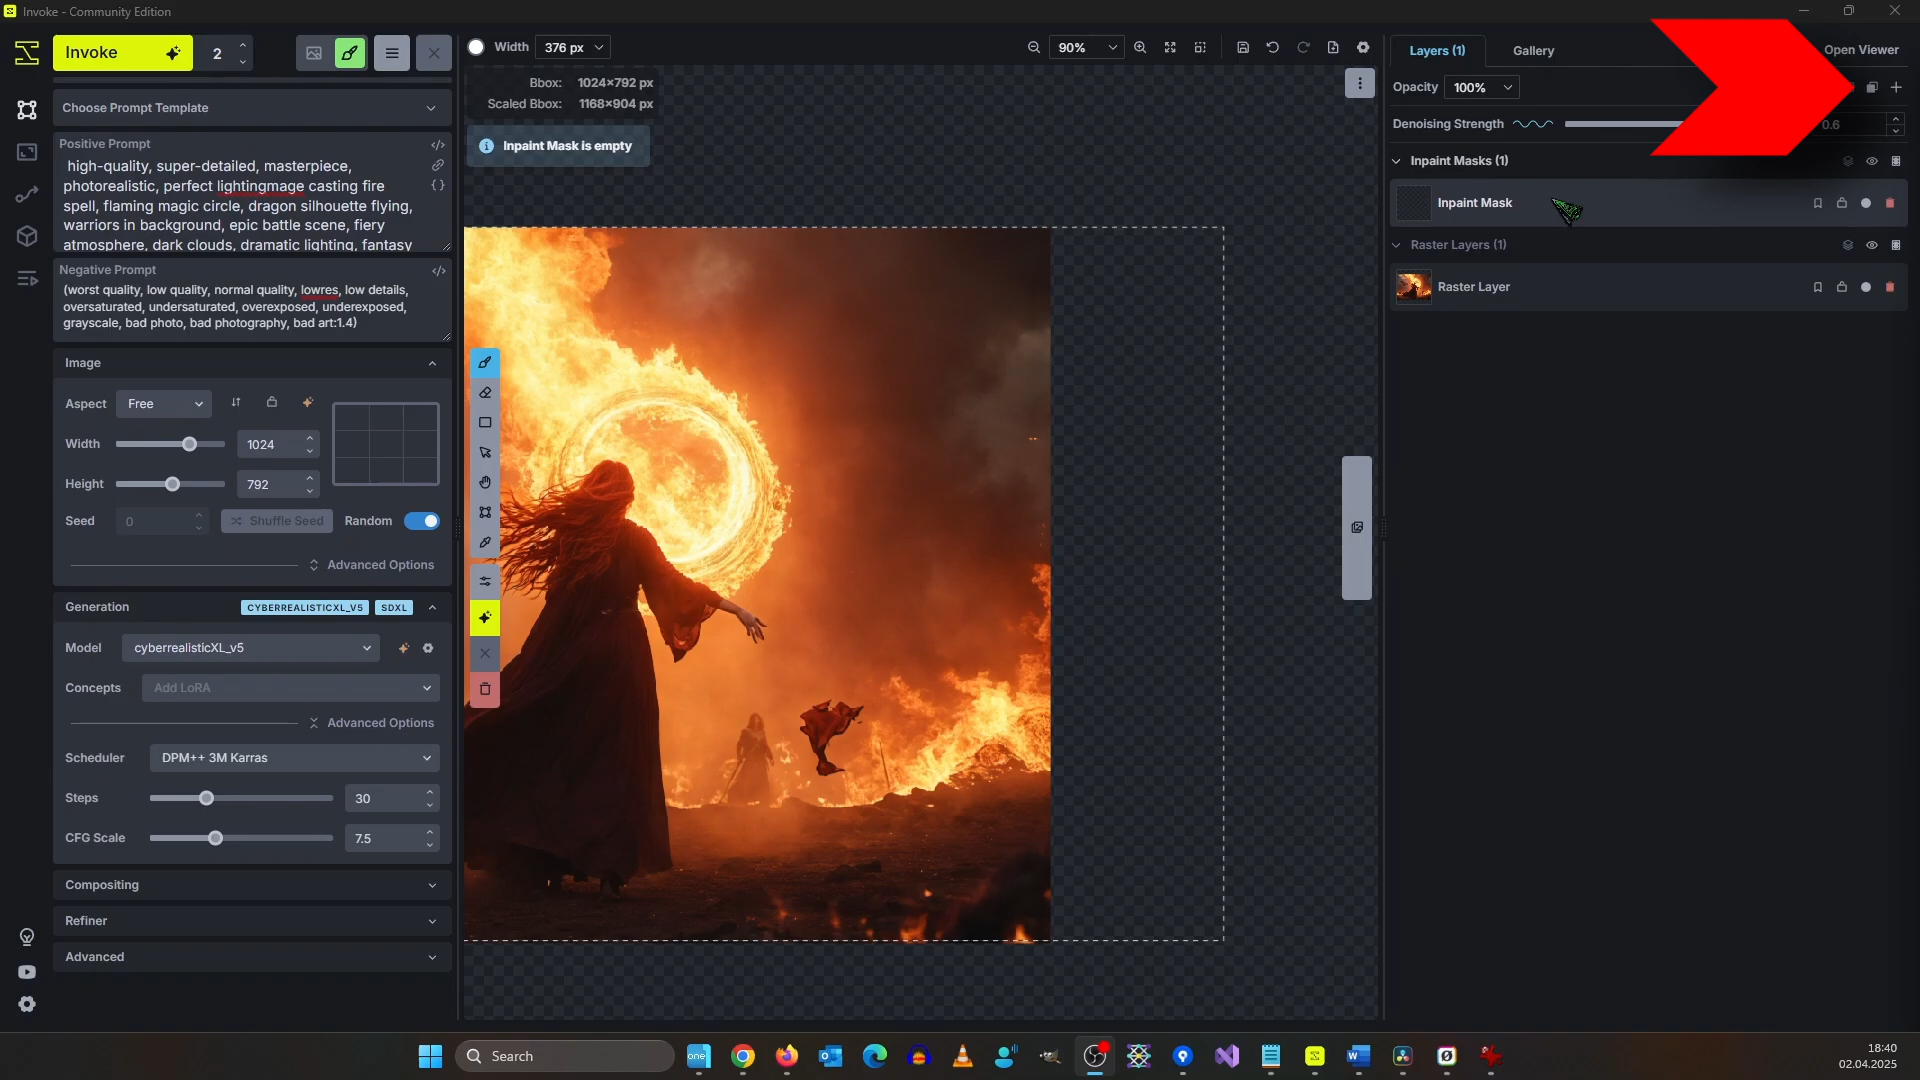 Invoke - Community Edition
Invoke
2
Width
376 px
90%
Layers (1)
Gallery
Open Viewer
Bbox: 1024×792 px
Scaled Bbox: 1168×904 px
Inpaint Mask is empty
Opacity
100%
Denoising Strength
0.6
Inpaint Masks (1)
Inpaint Mask
Raster Layers (1)
Raster Layer
Choose Prompt Template
Positive Prompt
high-quality, super-detailed, masterpiece,
photorealistic, perfect lightingmage casting fire
spell, flaming magic circle, dragon silhouette flying,
warriors in background, epic battle scene, fiery
atmosphere, dark clouds, dramatic lighting, fantasy
Negative Prompt
(worst quality, low quality, normal quality, lowres, low details,
oversaturated, undersaturated, overexposed, underexposed,
grayscale, bad photo, bad photography, bad art:1.4)
Image
Aspect
Free
Width
1024
Height
792
Seed
0
Shuffle Seed
Random
Advanced Options
Generation
CYBERREALISTICXL_V5
SDXL
Model
cyberrealisticXL_v5
Concepts
Add LoRA
Advanced Options
Scheduler
DPM++ 3M Karras
Steps
30
CFG Scale
7.5
Compositing
Refiner
Advanced
Search
one
18:40
02.04.2025